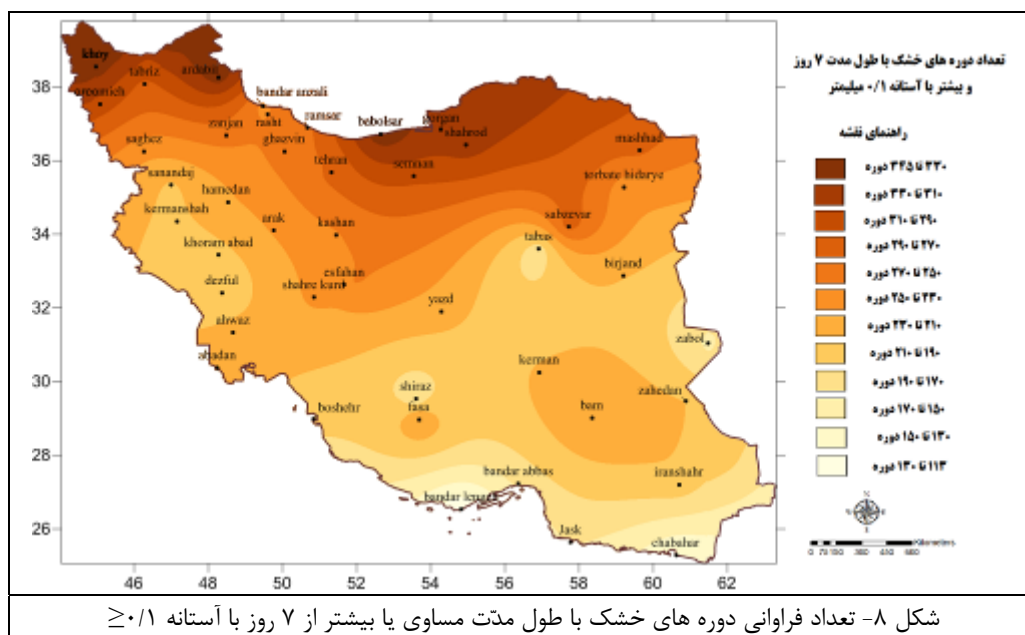 تعداد دوره های خشک با طول مدت ۷ روز
و بیشتر با آستانه ۰/۱ میلیمتر
راهنمای نقشه
۳۳۰ تا ۳۴۵ دوره
۳۱۰ تا ۳۳۰ دوره
۲۹۰ تا ۳۱۰ دوره
۲۷۰ تا ۲۹۰ دوره
۲۵۰ تا ۲۷۰ دوره
۲۳۰ تا ۲۵۰ دوره
۲۱۰ تا ۲۳۰ دوره
۱۹۰ تا ۲۱۰ دوره
۱۷۰ تا ۱۹۰ دوره
۱۵۰ تا ۱۷۰ دوره
۱۳۰ تا ۱۵۰ دوره
۱۱۳ تا ۱۳۰ دوره
38
36
34
32
30
28
26
khoy
tabriz
ardabil
oroomieh
bandar anzali
rasht
ramsar
zanjan
ghazvin
babolsar
gorgan
shahrod
mashhad
saghez
tehran
semnan
torbate hidarye
sanandaj
hamedan
kermanshah
arak
kashan
sabzevar
khoram abad
tabas
birjand
dezful
shahre kurd
esfahan
yazd
ahwaz
zabol
abadan
kerman
shiraz
zahedan
boshehr
fasa
bam
bandar abbas
iranshahr
bandar lengeh
Jask
chabahar
46 48 50 52 54 56 58 60 62
Kilometers
شکل ۸- تعداد فراوانی دوره های خشک با طول مدّت مساوی یا بیشتر از ۷ روز با آستانه ۰/۱≤